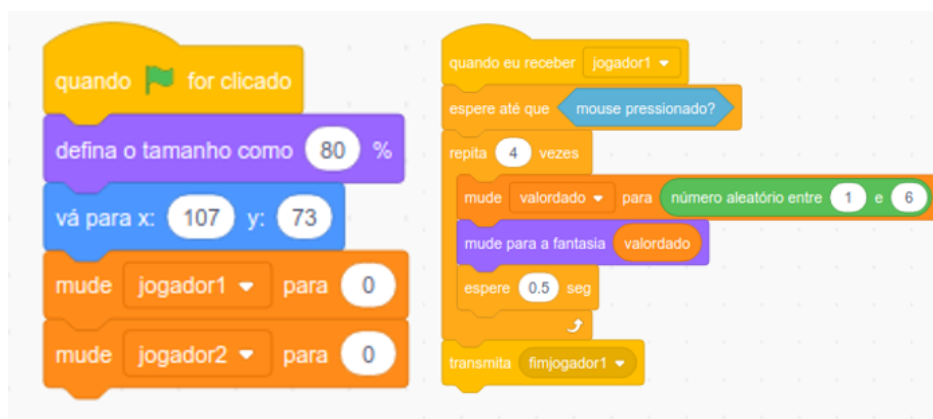 quando for clicado
defina o tamanho como 80 %
vá para x: 107 y: 73
mude jogador1 para 0
mude jogador2 para 0
quando eu receber jogador1
espere até que mouse pressionado?
repita 4 vezes
mude valordado para número aleatório entre 1 e 6
mude para a fantasia valordado
espere 0.5 seg
transmita fimjogador1